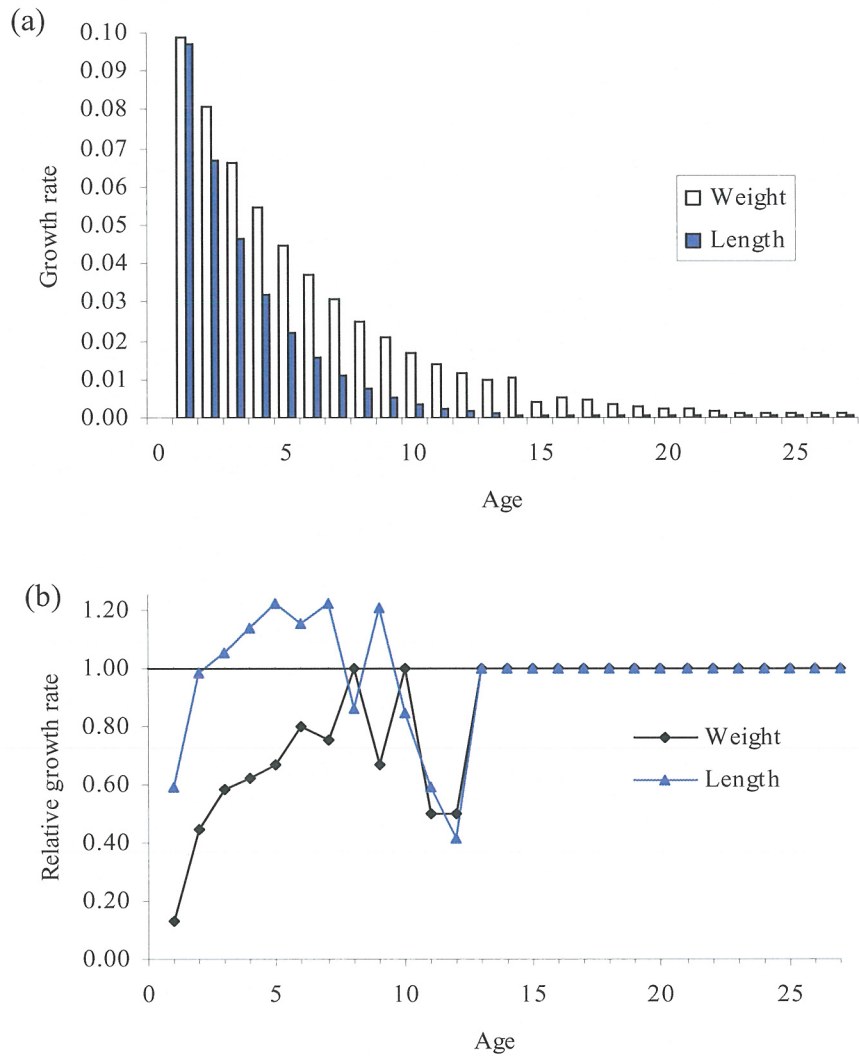 (a)
0.10
0.09
0.08
0.07
0.06
0.05
0.04
0.03
0.02
0.01
0.00
Growth rate
Weight
Length
0 5 10 15 20 25
Age
(b)
1.20
1.00
0.80
0.60
0.40
0.20
0.00
Relative growth rate
Weight
Length
0 5 10 15 20 25
Age